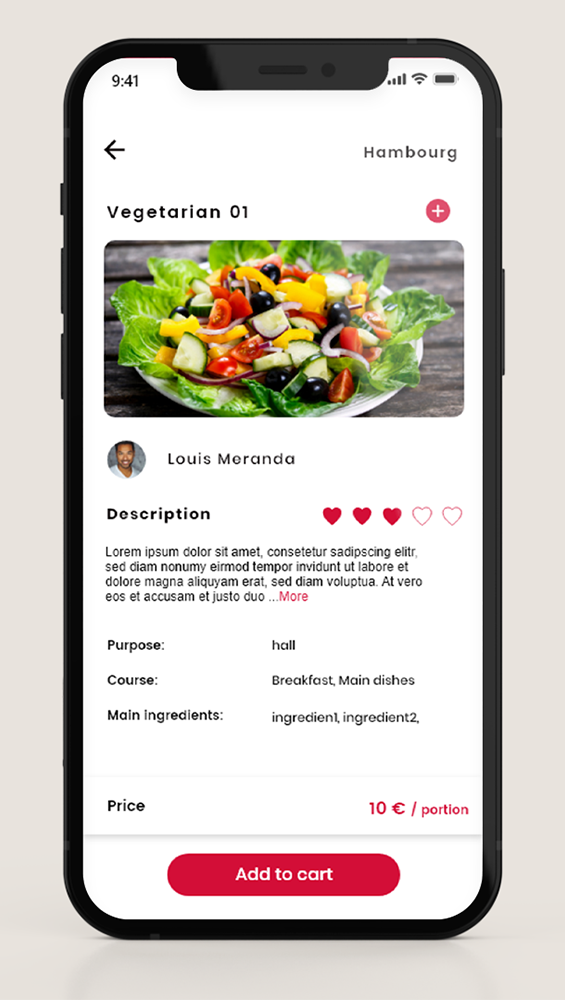 9:41
Hambourg
Vegetarian 01
Louis Meranda
Description
Lorem ipsum dolor sit amet, consetetur sadipscing elitr,
sed diam nonumy eirmod tempor invidunt ut labore et
dolore magna aliquyam erat, sed diam voluptua. At vero
eos et accusam et justo duo ...More
Purpose: hall
Course: Breakfast, Main dishes
Main ingredients: ingredien1, ingredient2,
Price 10 € / portion
Add to cart